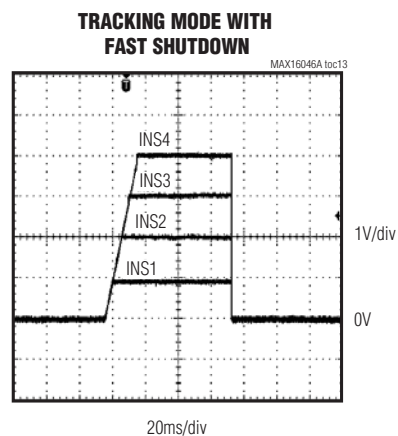 TRACKING MODE WITH
FAST SHUTDOWN
MAX16046A toc13
INS4
INS3
INS2
1V/div
INS1
0V
20ms/div